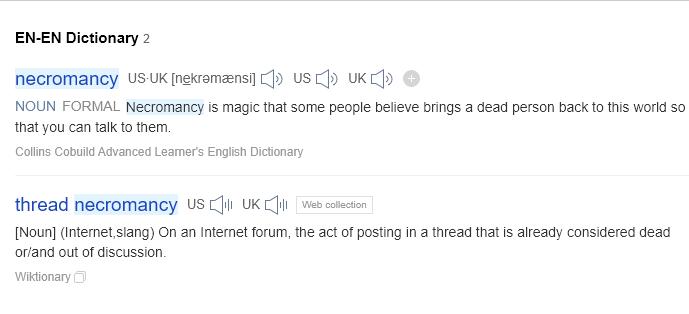 EN-EN Dictionary 2
necromancy US·UK [nekrəmænsi] US UK
NOUN FORMAL Necromancy is magic that some people believe brings a dead person back to this world so
that you can talk to them.
Collins Cobuild Advanced Learner's English Dictionary
thread necromancy US UK Web collection
[Noun] (Internet,slang) On an Internet forum, the act of posting in a thread that is already considered dead
or/and out of discussion.
Wiktionary